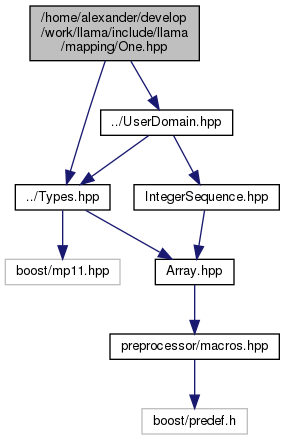 /home/alexander/develop
/work/llama/include/llama
/mapping/One.hpp
../UserDomain.hpp
../Types.hpp
IntegerSequence.hpp
boost/mp11.hpp
Array.hpp
preprocessor/macros.hpp
boost/predef.h